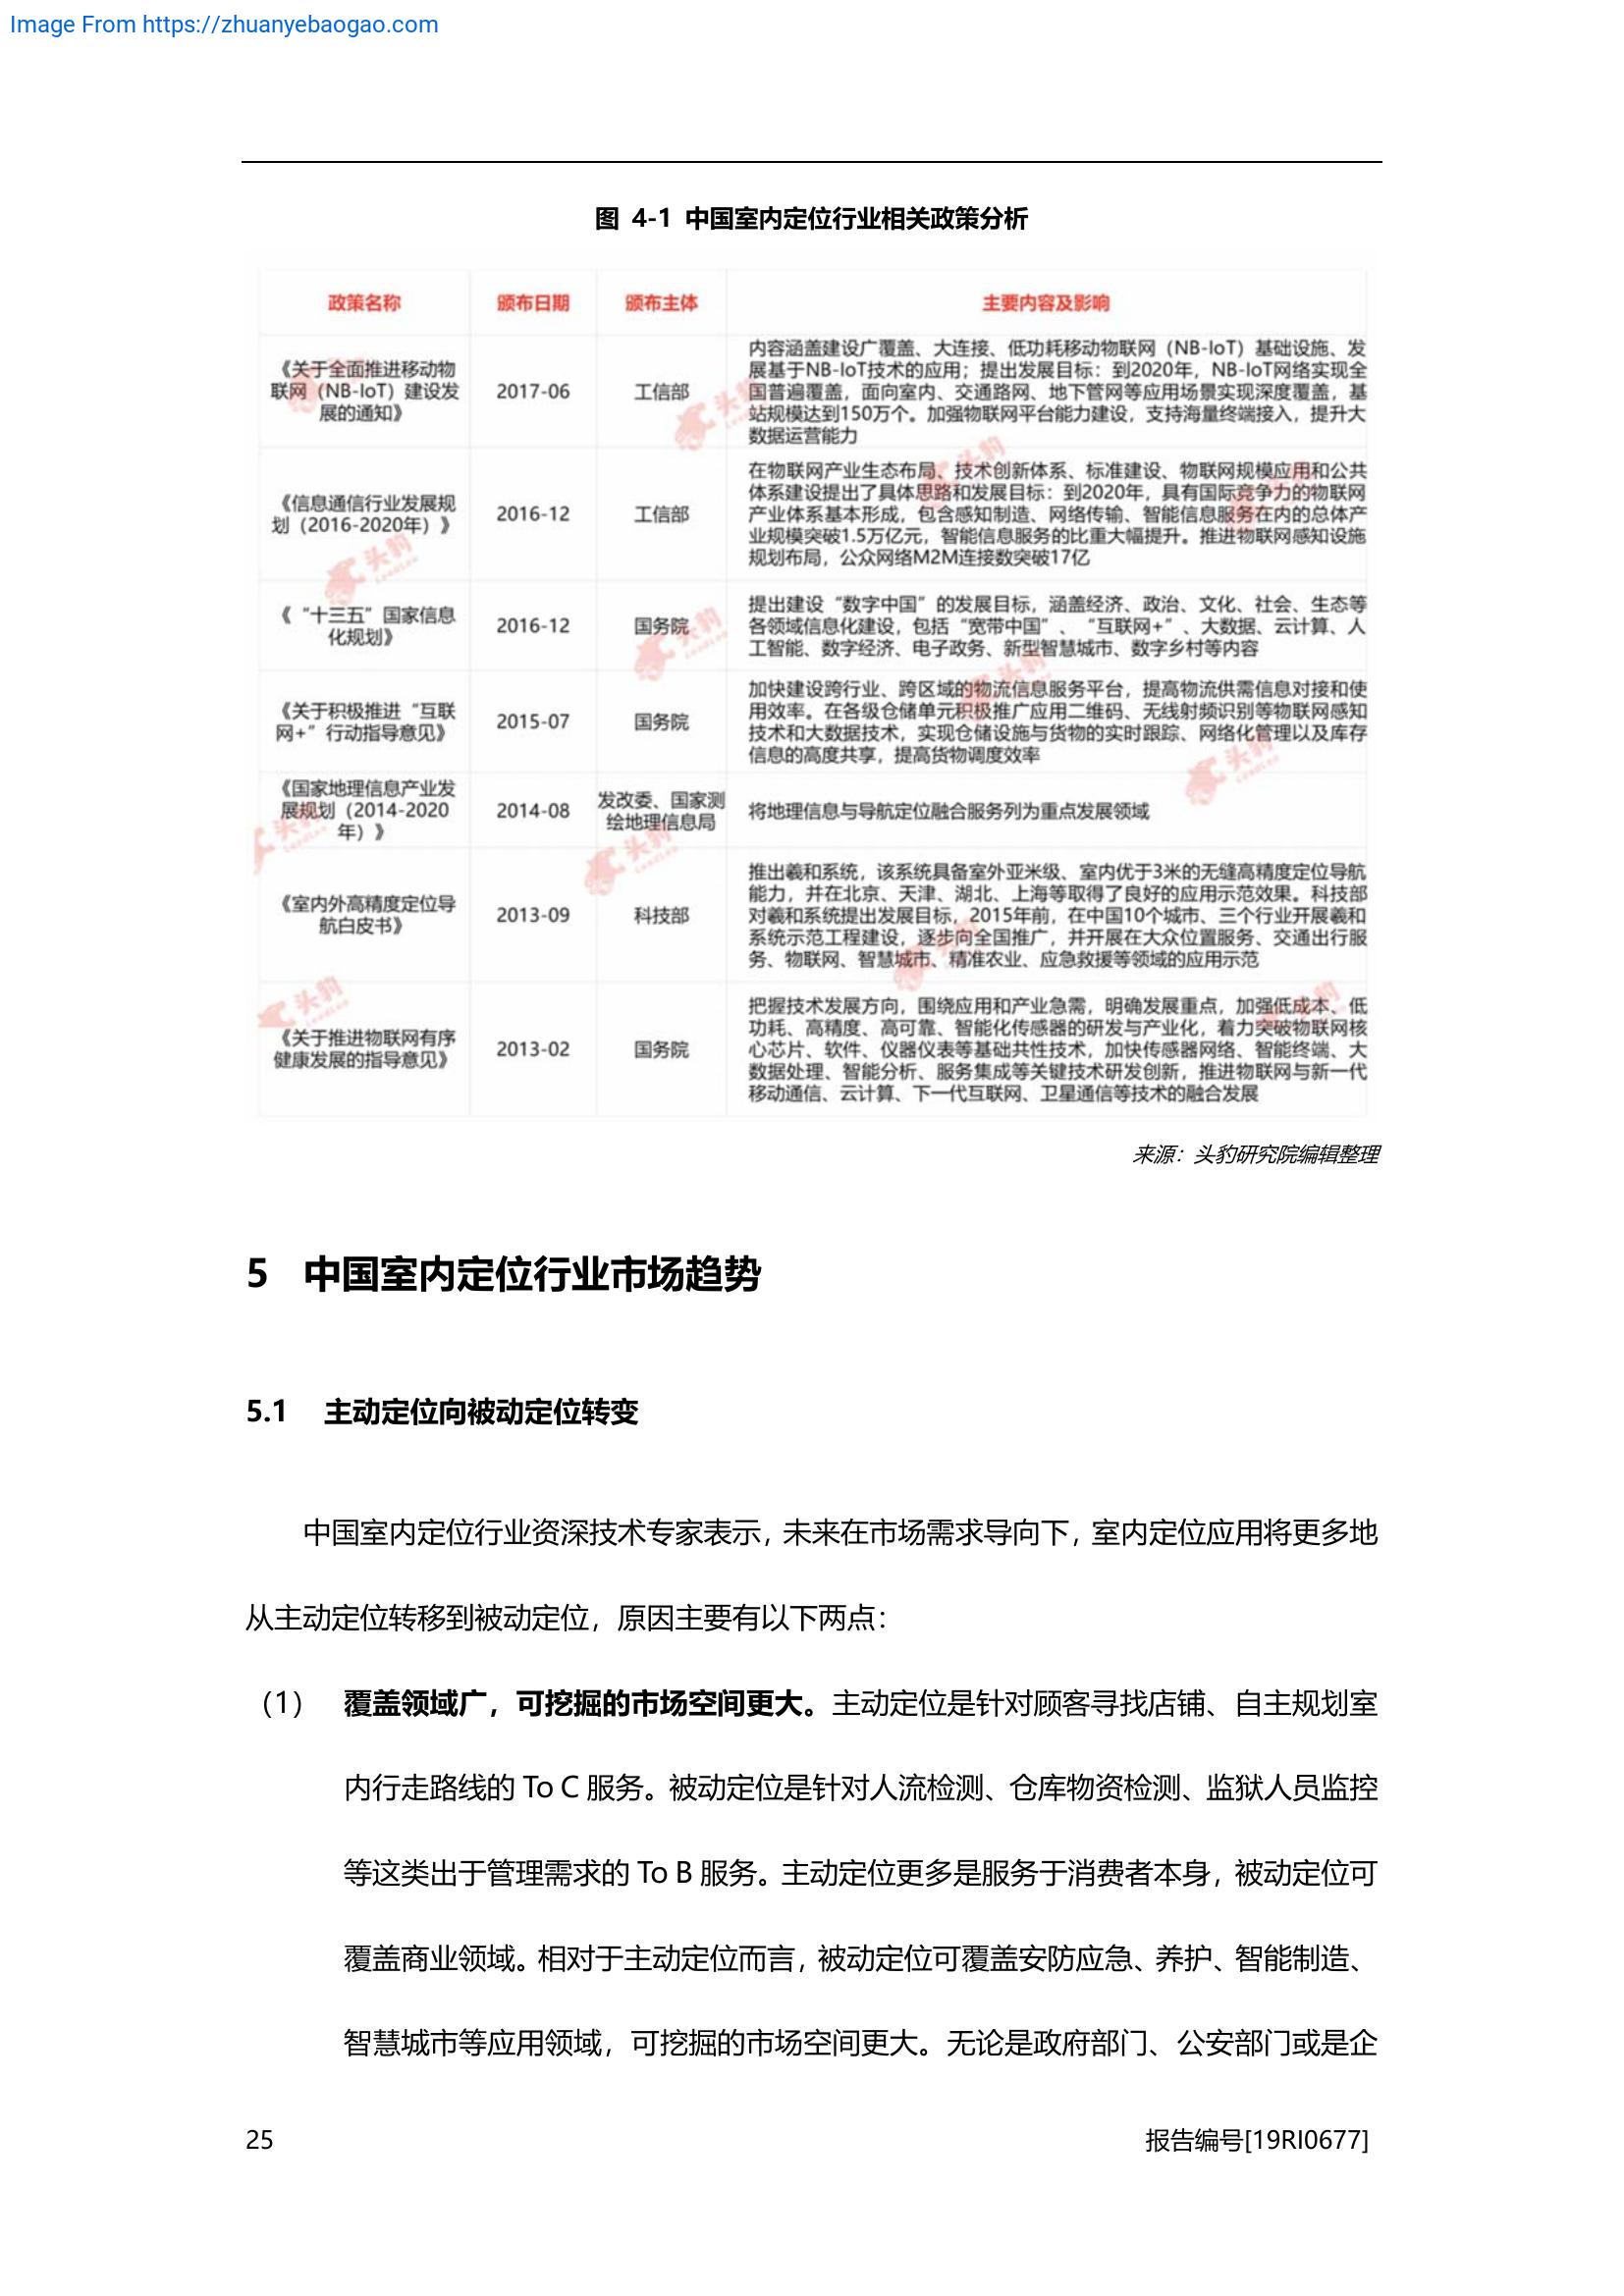 Image From https://zhuanyebaogao.com
图 4-1 中国室内定位行业相关政策分析
政策名称 颁布日期 颁布主体 主要内容及影响
《关于全面推进移动物
联网（NB-IoT）建设发
展的通知》
2017-06
工信部
内容涵盖建设广覆盖、大连接、低功耗移动物联网（NB-IoT）基础设施、发
展基于NB-IoT技术的应用；提出发展目标：到2020年，NB-IoT网络实现全
国普遍覆盖，面向室内、交通路网、地下管网等应用场景实现深度覆盖，基
站规模达到150万个。加强物联网平台能力建设，支持海量终端接入，提升大
数据运营能力
《信息通信行业发展规
划（2016-2020年）》
2016-12
工信部
在物联网产业生态布局、技术创新体系、标准建设、物联网规模应用和公共
体系建设提出了具体思路和发展目标：到2020年，具有国际竞争力的物联网
产业体系基本形成，包含感知制造、网络传输、智能信息服务在内的总体产
业规模突破1.5万亿元，智能信息服务的比重大幅提升。推进物联网感知设施
规划布局，公众网络M2M连接数突破17亿
《“十三五”国家信息
化规划》
2016-12
国务院
提出建设“数字中国”的发展目标，涵盖经济、政治、文化、社会、生态等
各领域信息化建设，包括“宽带中国”、“互联网+”、大数据、云计算、人
工智能、数字经济、电子政务、新型智慧城市、数字乡村等内容
《关于积极推进“互联
网+”行动指导意见》
2015-07
国务院
加快建设跨行业、跨区域的物流信息服务平台，提高物流供需信息对接和使
用效率。在各级仓储单元积极推广应用二维码、无线射频识别等物联网感知
技术和大数据技术，实现仓储设施与货物的实时跟踪、网络化管理以及库存
信息的高度共享，提高货物调度效率
《国家地理信息产业发
展规划（2014-2020
年）》
2014-08
发改委、国家测
绘地理信息局
将地理信息与导航定位融合服务列为重点发展领域
《室内外高精度定位导
航白皮书》
2013-09
科技部
推出羲和系统，该系统具备室外亚米级、室内优于3米的无缝高精度定位导航
能力，并在北京、天津、湖北、上海等取得了良好的应用示范效果。科技部
对羲和系统提出发展目标，2015年前，在中国10个城市、三个行业开展羲和
系统示范工程建设，逐步向全国推广，并开展在大众位置服务、交通出行服
务、物联网、智慧城市、精准农业、应急救援等领域的应用示范
《关于推进物联网有序
健康发展的指导意见》
2013-02
国务院
把握技术发展方向，围绕应用和产业急需，明确发展重点，加强低成本、低
功耗、高精度、高可靠、智能化传感器的研发与产业化，着力突破物联网核
心芯片、软件、仪器仪表等基础共性技术，加快传感器网络、智能终端、大
数据处理、智能分析、服务集成等关键技术研发创新，推进物联网与新一代
移动通信、云计算、下一代互联网、卫星通信等技术的融合发展
来源：头豹研究院编辑整理
5 中国室内定位行业市场趋势
5.1 主动定位向被动定位转变
中国室内定位行业资深技术专家表示，未来在市场需求导向下，室内定位应用将更多地
从主动定位转移到被动定位，原因主要有以下两点：
（1） 覆盖领域广，可挖掘的市场空间更大。主动定位是针对顾客寻找店铺、自主规划室
内行走路线的 To C 服务。被动定位是针对人流检测、仓库物资检测、监狱人员监控
等这类出于管理需求的 To B 服务。主动定位更多是服务于消费者本身，被动定位可
覆盖商业领域。相对于主动定位而言，被动定位可覆盖安防应急、养护、智能制造、
智慧城市等应用领域，可挖掘的市场空间更大。无论是政府部门、公安部门或是企
25 报告编号[19RI0677]